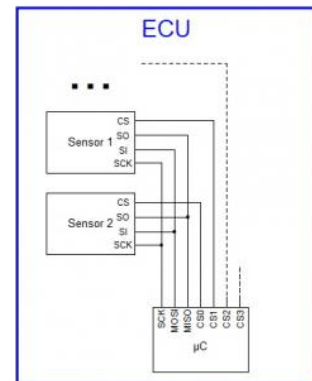 ECU
...
CS
SO
Sensor 1
SI
SCK
CS
SO
Sensor 2
SI
SCK
SCK
MOSI
MISO
CS0
CS1
CS2
CS3
µC